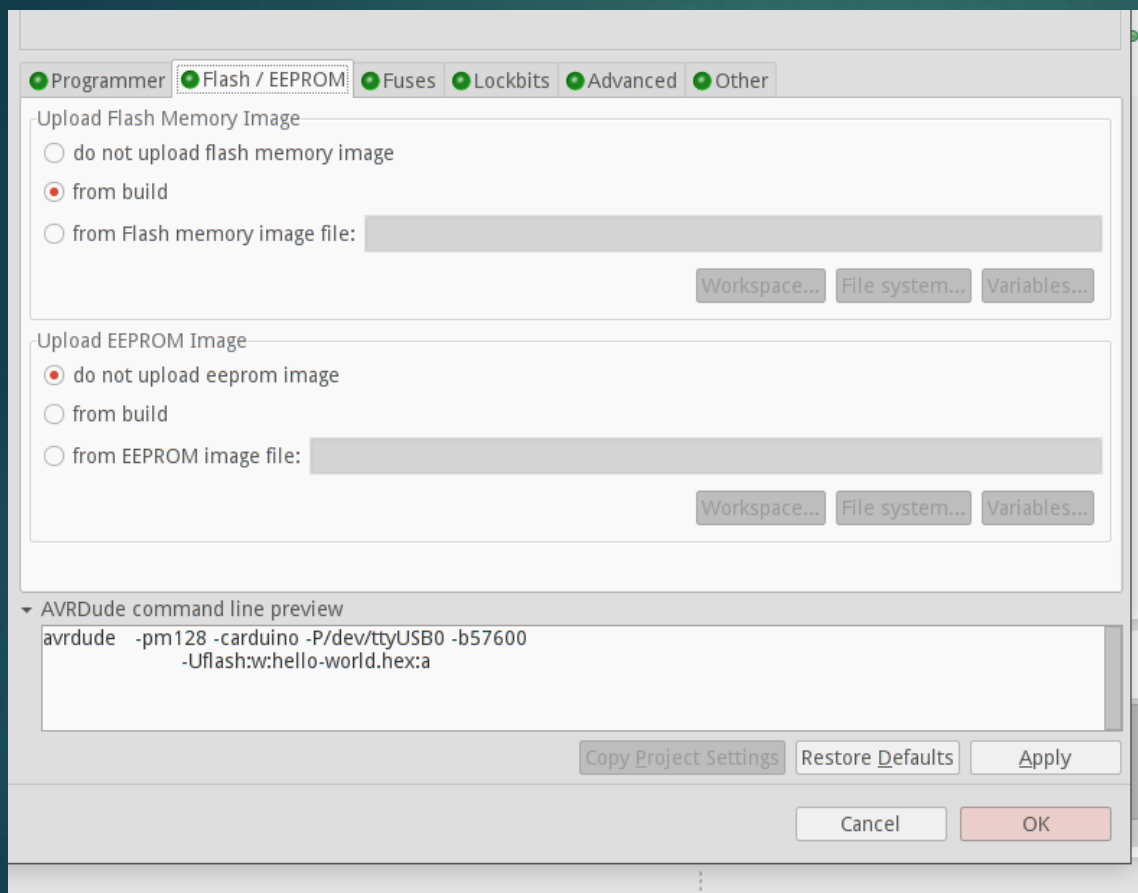 Programmer Flash / EEPROM Fuses Lockbits Advanced Other
Upload Flash Memory Image
do not upload flash memory image
from build
from Flash memory image file:
Workspace... File system... Variables...
Upload EEPROM Image
do not upload eeprom image
from build
from EEPROM image file:
Workspace... File system... Variables...
AVRDude command line preview
avrdude -pm128 -carduino -P/dev/ttyUSB0 -b57600
-Uflash:w:hello-world.hex:a
Copy Project Settings Restore Defaults Apply
Cancel OK